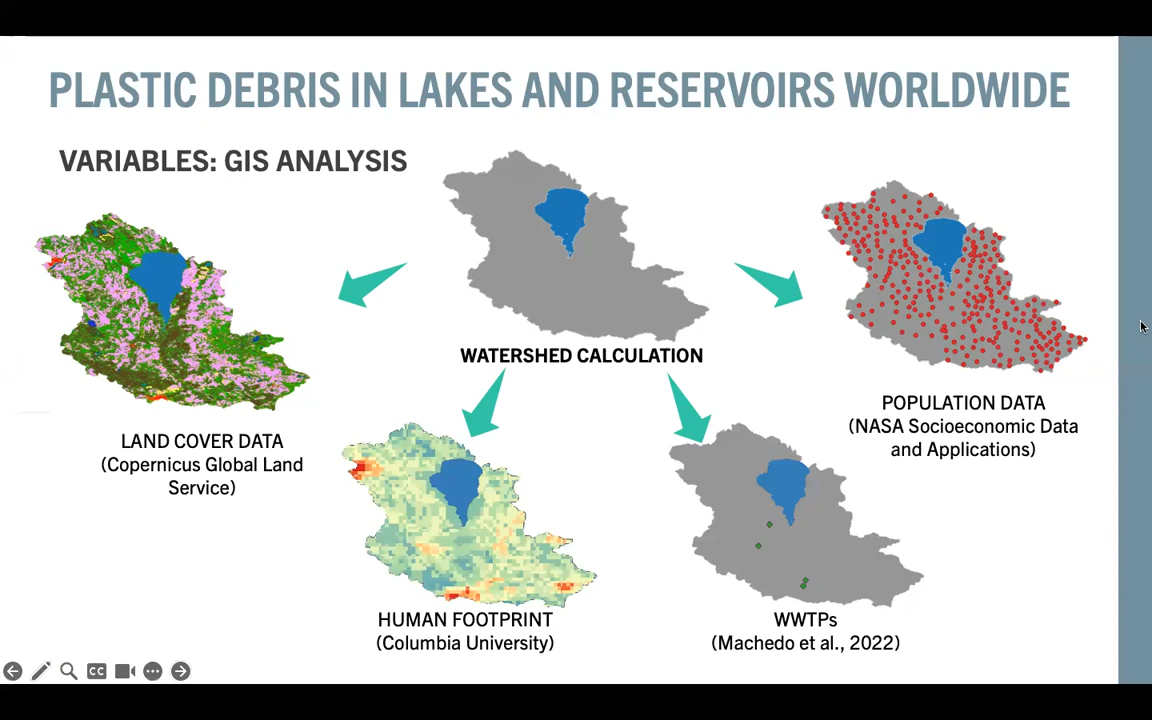 PLASTIC DEBRIS IN LAKES AND RESERVOIRS WORLDWIDE
VARIABLES: GIS ANALYSIS
WATERSHED CALCULATION
LAND COVER DATA
(Copernicus Global Land
Service)
POPULATION DATA
(NASA Socioeconomic Data
and Applications)
HUMAN FOOTPRINT
(Columbia University)
WWTPs
(Machedo et al., 2022)
CC